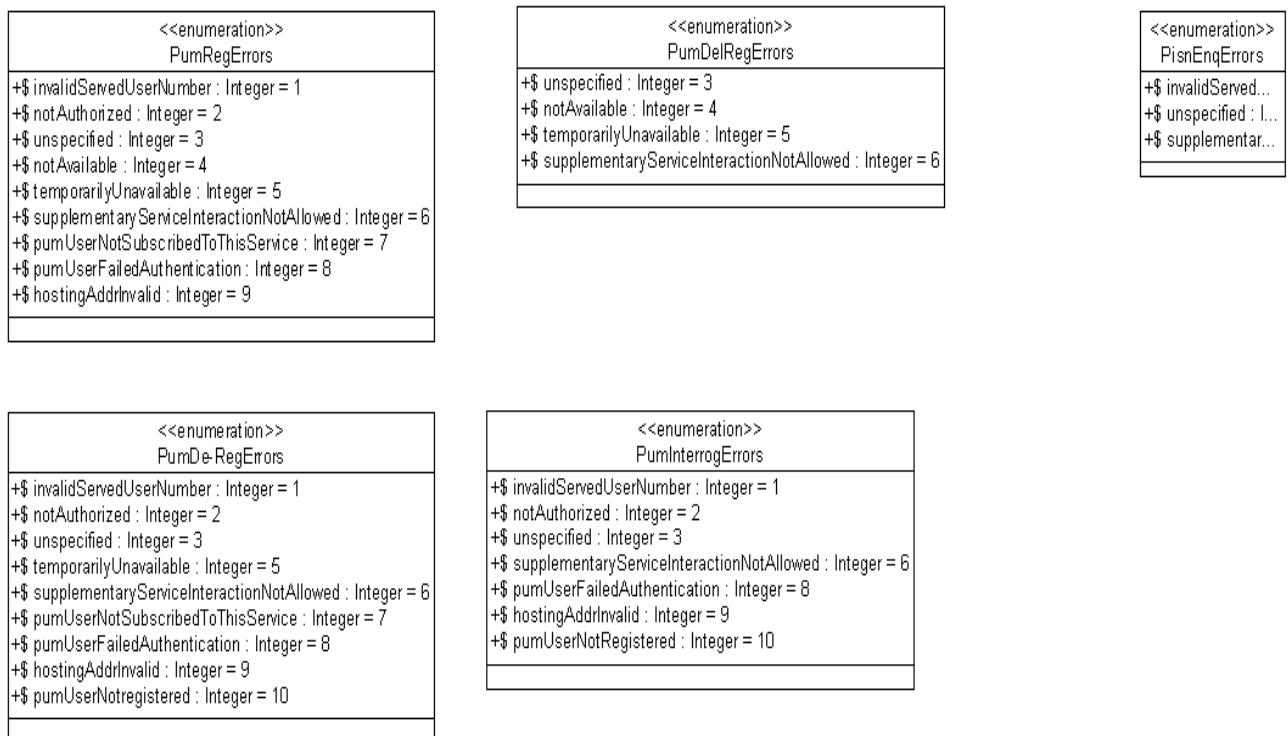 <<enumeration>>
PumRegErrors
+$ invalidServedUserNumber : Integer = 1
+$ notAuthorized : Integer = 2
+$ unspecified : Integer = 3
+$ notAvailable : Integer = 4
+$ temporarilyUnavailable : Integer = 5
+$ supplementaryServiceInteractionNotAllowed : Integer = 6
+$ pumUserNotSubscribedToThisService : Integer = 7
+$ pumUserFailedAuthentication : Integer = 8
+$ hostingAddrInvalid : Integer = 9
<<enumeration>>
PumDelRegErrors
+$ unspecified : Integer = 3
+$ notAvailable : Integer = 4
+$ temporarilyUnavailable : Integer = 5
+$ supplementaryServiceInteractionNotAllowed : Integer = 6
<<enumeration>>
PisnEnqErrors
+$ invalidServed...
+$ unspecified : I...
+$ supplementar...
<<enumeration>>
PumDe-RegErrors
+$ invalidServedUserNumber : Integer = 1
+$ notAuthorized : Integer = 2
+$ unspecified : Integer = 3
+$ temporarilyUnavailable : Integer = 5
+$ supplementaryServiceInteractionNotAllowed : Integer = 6
+$ pumUserNotSubscribedToThisService : Integer = 7
+$ pumUserFailedAuthentication : Integer = 8
+$ hostingAddrInvalid : Integer = 9
+$ pumUserNotregistered : Integer = 10
<<enumeration>>
PumInterrogErrors
+$ invalidServedUserNumber : Integer = 1
+$ notAuthorized : Integer = 2
+$ unspecified : Integer = 3
+$ supplementaryServiceInteractionNotAllowed : Integer = 6
+$ pumUserFailedAuthentication : Integer = 8
+$ hostingAddrInvalid : Integer = 9
+$ pumUserNotRegistered : Integer = 10